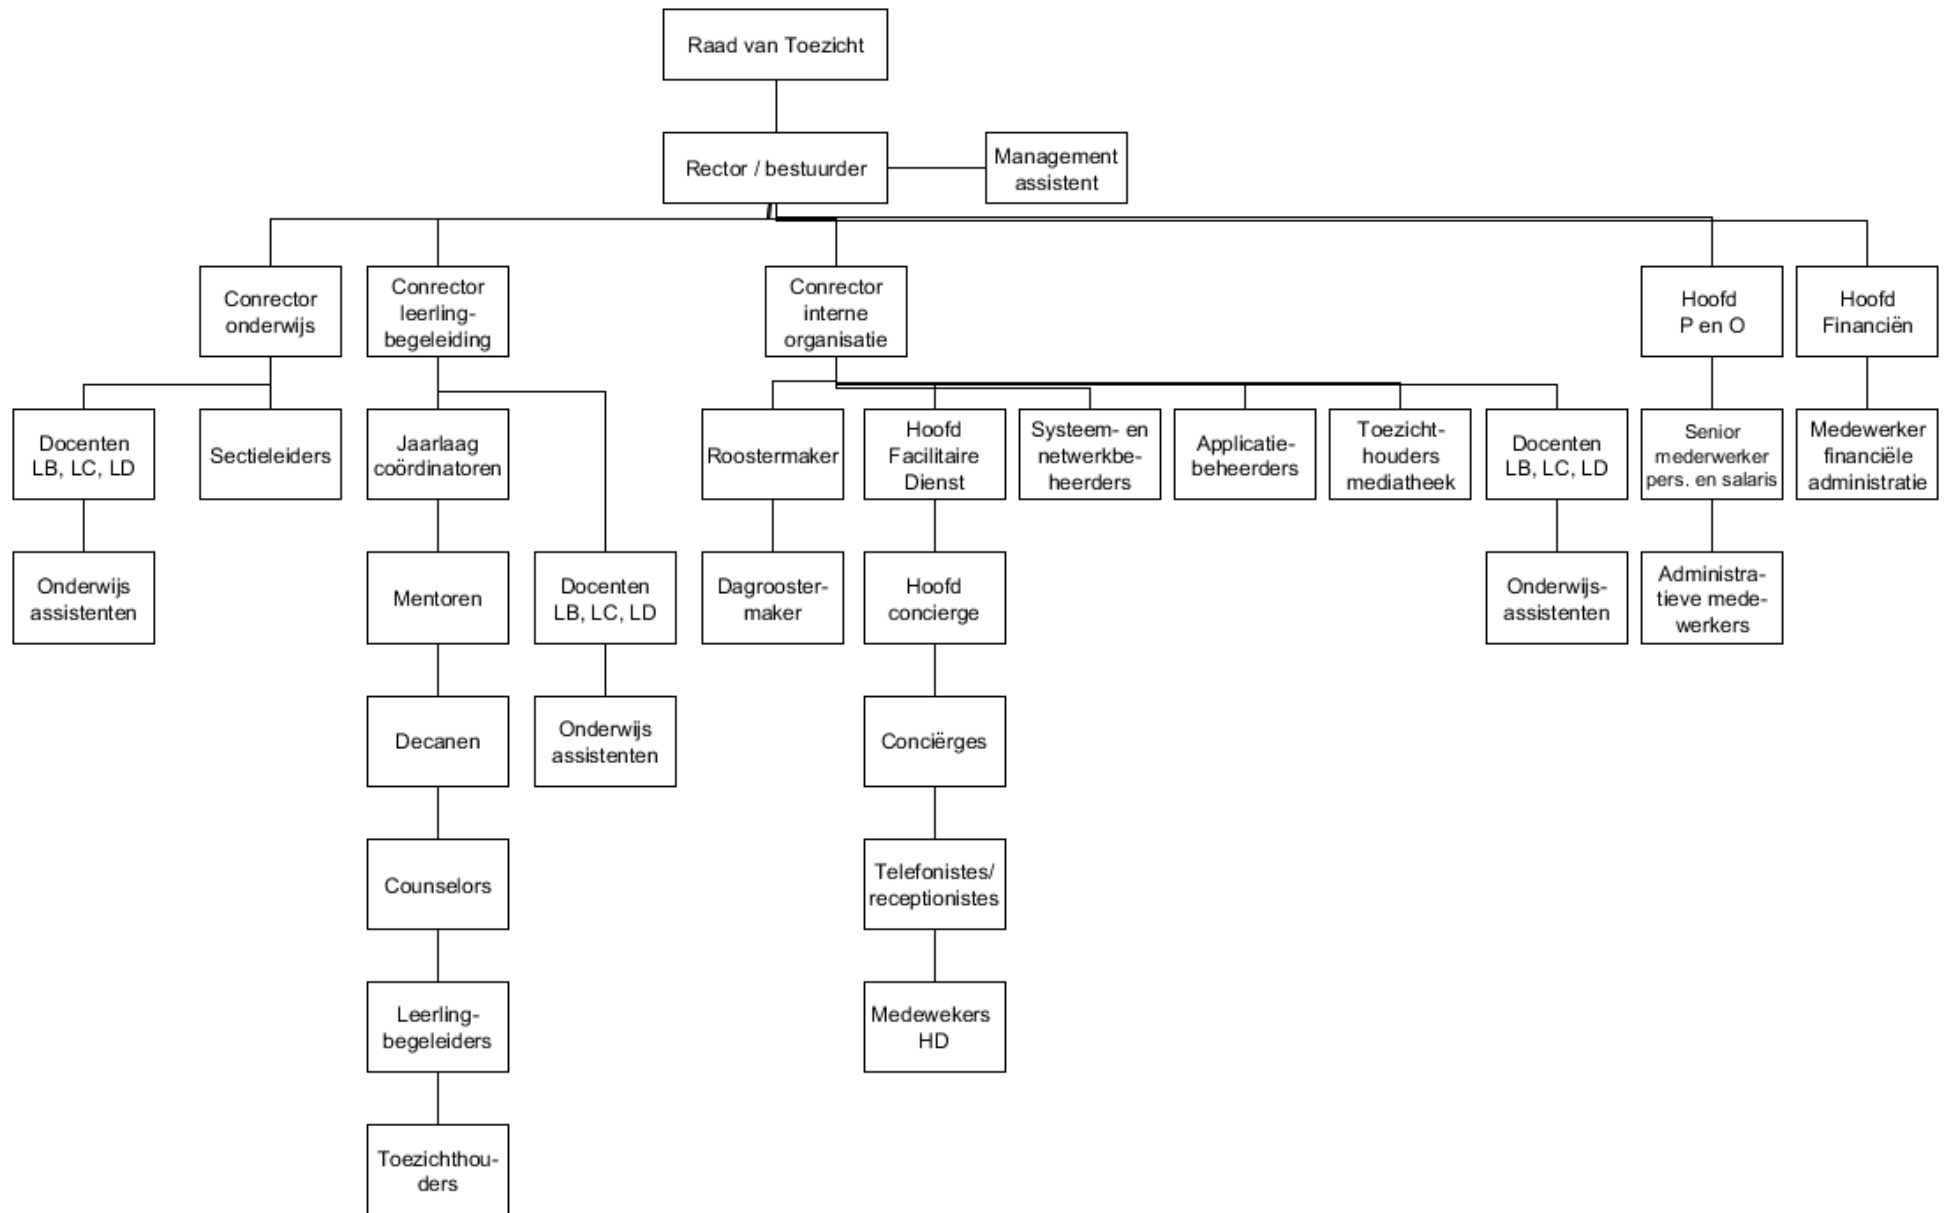 Raad van Toezicht
Rector / bestuurder
Management
assistent
Conrector
onderwijs
Conrector
leerling-
begeleiding
Conrector
interne
organisatie
Hoofd
P en O
Hoofd
Financiën
Docenten
LB, LC, LD
Sectieleiders
Jaarlaag
coördinatoren
Roostermaker
Hoofd
Facilitaire
Dienst
Systeem- en
netwerkbe-
heerders
Applicatie-
beheerders
Toezicht-
houders
mediatheek
Docenten
LB, LC, LD
Senior
mederwerker
pers. en salaris
Medewerker
financiële
administratie
Onderwijs
assistenten
Mentoren
Docenten
LB, LC, LD
Dagrooster-
maker
Hoofd
concierge
Onderwijs-
assistenten
Administra-
tieve mede-
werkers
Decanen
Onderwijs
assistenten
Conciërges
Counselors
Telefonistes/
receptionistes
Leerling-
begeleiders
Medewekers
HD
Toezichthou-
ders